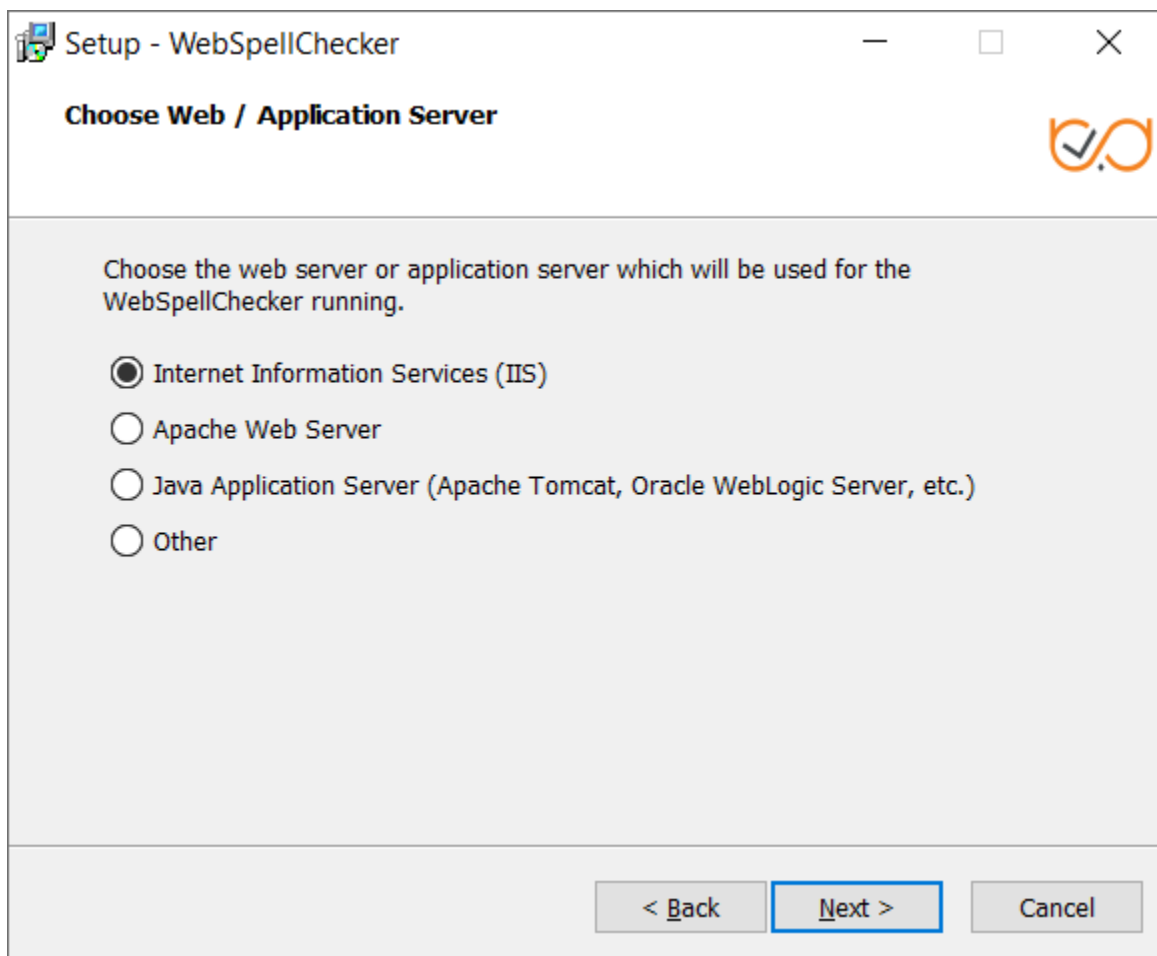 Setup - WebSpellChecker
Choose Web / Application Server
Choose the web server or application server which will be used for the
WebSpellChecker running.
Internet Information Services (IIS)
Apache Web Server
Java Application Server (Apache Tomcat, Oracle WebLogic Server, etc.)
Other
< Back
Next >
Cancel